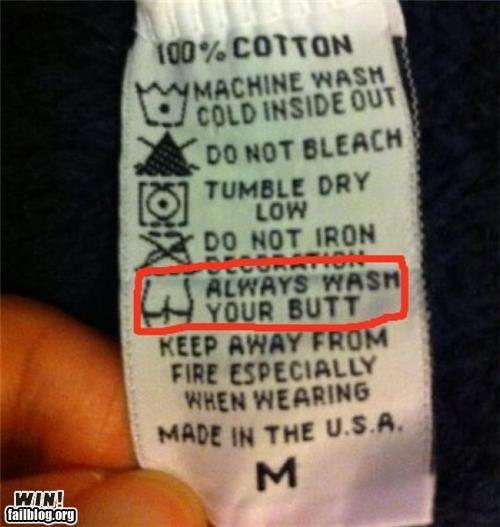 100% COTTON
MACHINE WASH
COLD INSIDE OUT
DO NOT BLEACH
TUMBLE DRY
LOW
DO NOT IRON
DECORATION
ALWAYS WASH
YOUR BUTT
KEEP AWAY FROM
FIRE ESPECIALLY
WHEN WEARING
MADE IN THE U.S.A.
M
WIN!
failblog.org